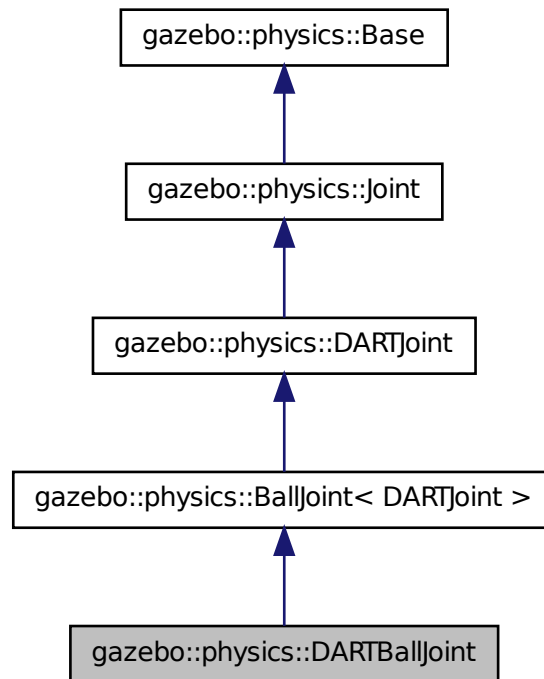 gazebo::physics::Base
gazebo::physics::Joint
gazebo::physics::DARTJoint
gazebo::physics::BallJoint< DARTJoint >
gazebo::physics::DARTBallJoint